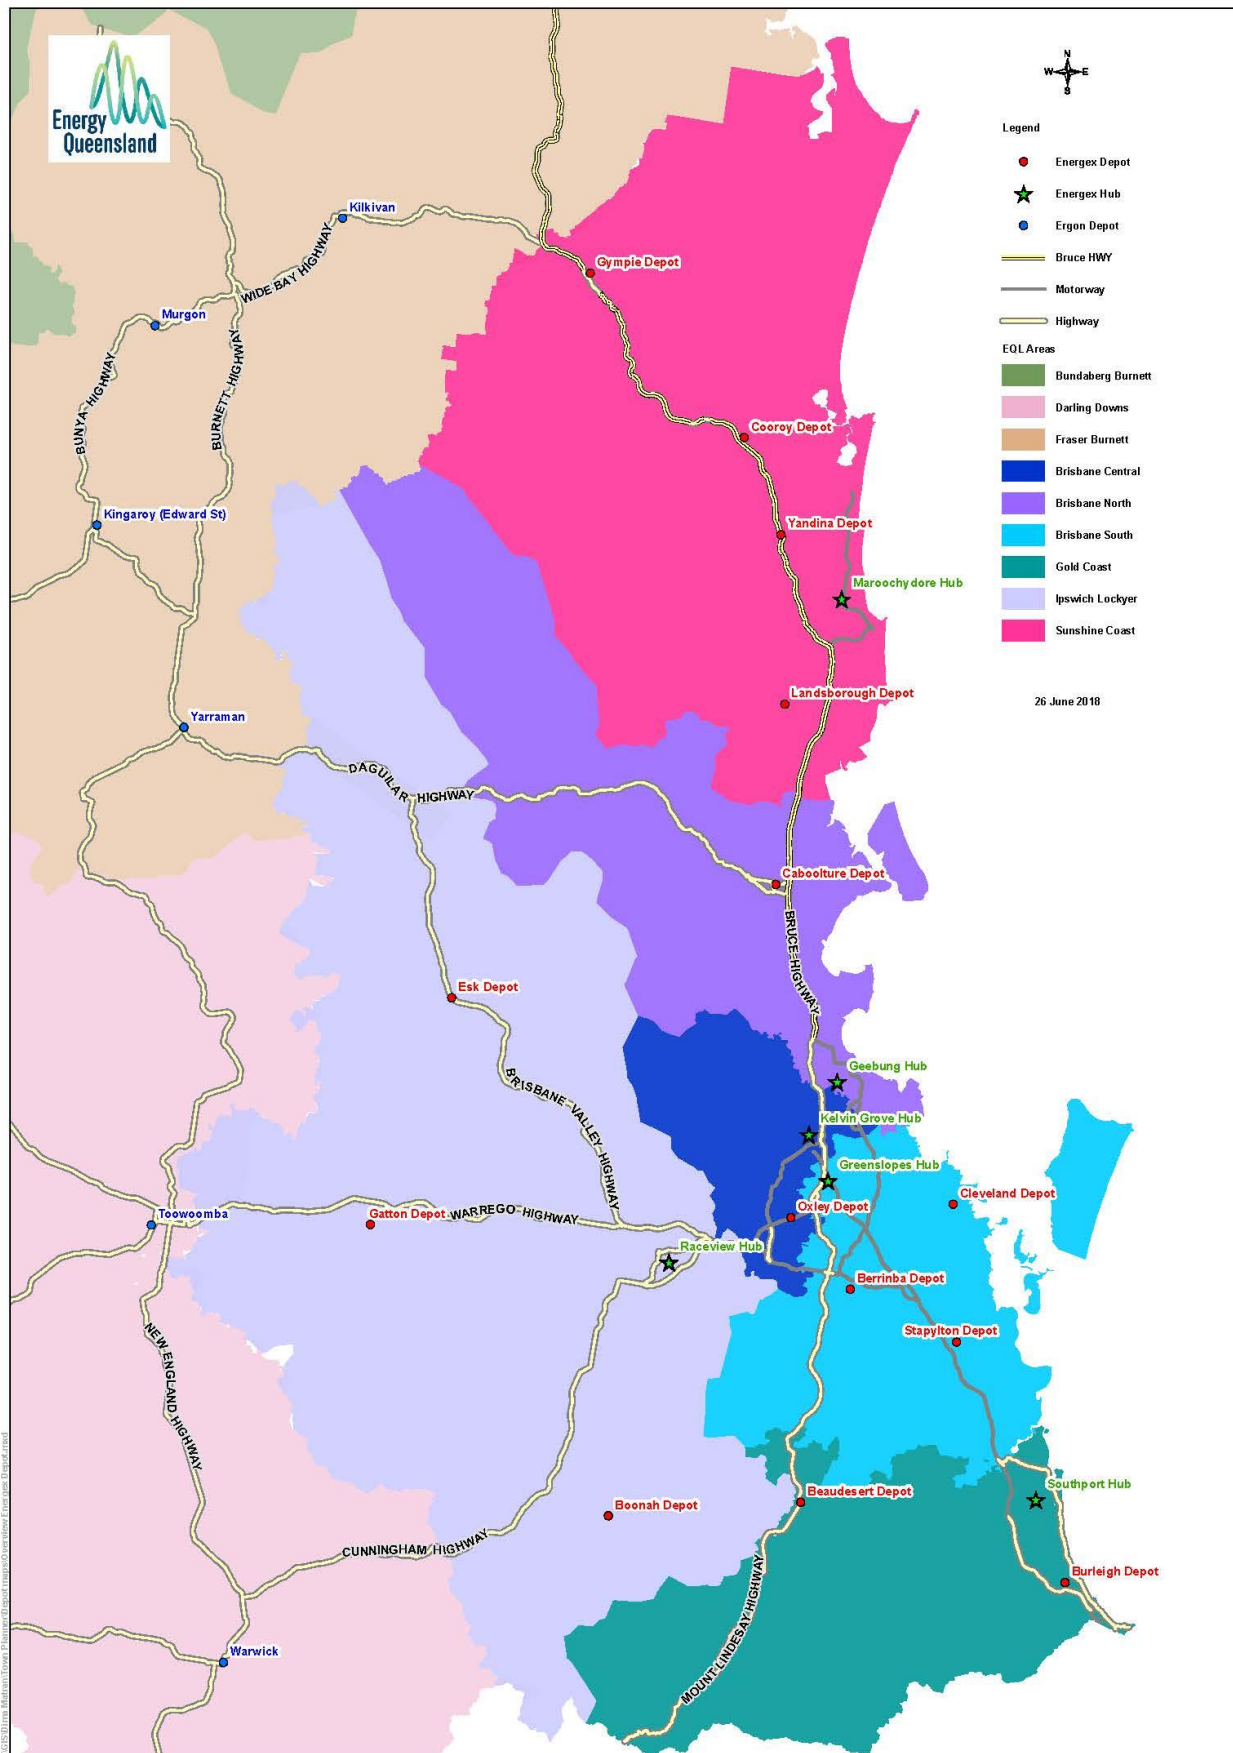 Energy
Queensland
N
W E
S
Legend
Energex Depot
Energex Hub
Ergon Depot
Bruce HWY
Motorway
Highway
EQL Areas
Bundaberg Burnett
Darling Downs
Fraser Burnett
Brisbane Central
Brisbane North
Brisbane South
Gold Coast
Ipswich Lockyer
Sunshine Coast
26 June 2018
Kilkivan
WIDE BAY HIGHWAY
Gympie Depot
Murgon
BUNYA HIGHWAY
BURNETT HIGHWAY
Cooroy Depot
Kingaroy (Edward St)
Yandina Depot
Maroochydore Hub
Landsborough Depot
Yarraman
DAGUILAR HIGHWAY
Caboolture Depot
BRUCE HIGHWAY
Esk Depot
Geebung Hub
BRISBANE VALLEY HIGHWAY
Kelvin Grove Hub
Greenslopes Hub
Cleveland Depot
Toowoomba
Gatton Depot
WARREGO HIGHWAY
Oxley Depot
Raceview Hub
Berrinba Depot
Stapylton Depot
NEW ENGLAND HIGHWAY
Southport Hub
Beaudesert Depot
Boonah Depot
CUNNINGHAM HIGHWAY
Burleigh Depot
MOUNT LINDESAY HIGHWAY
Warwick